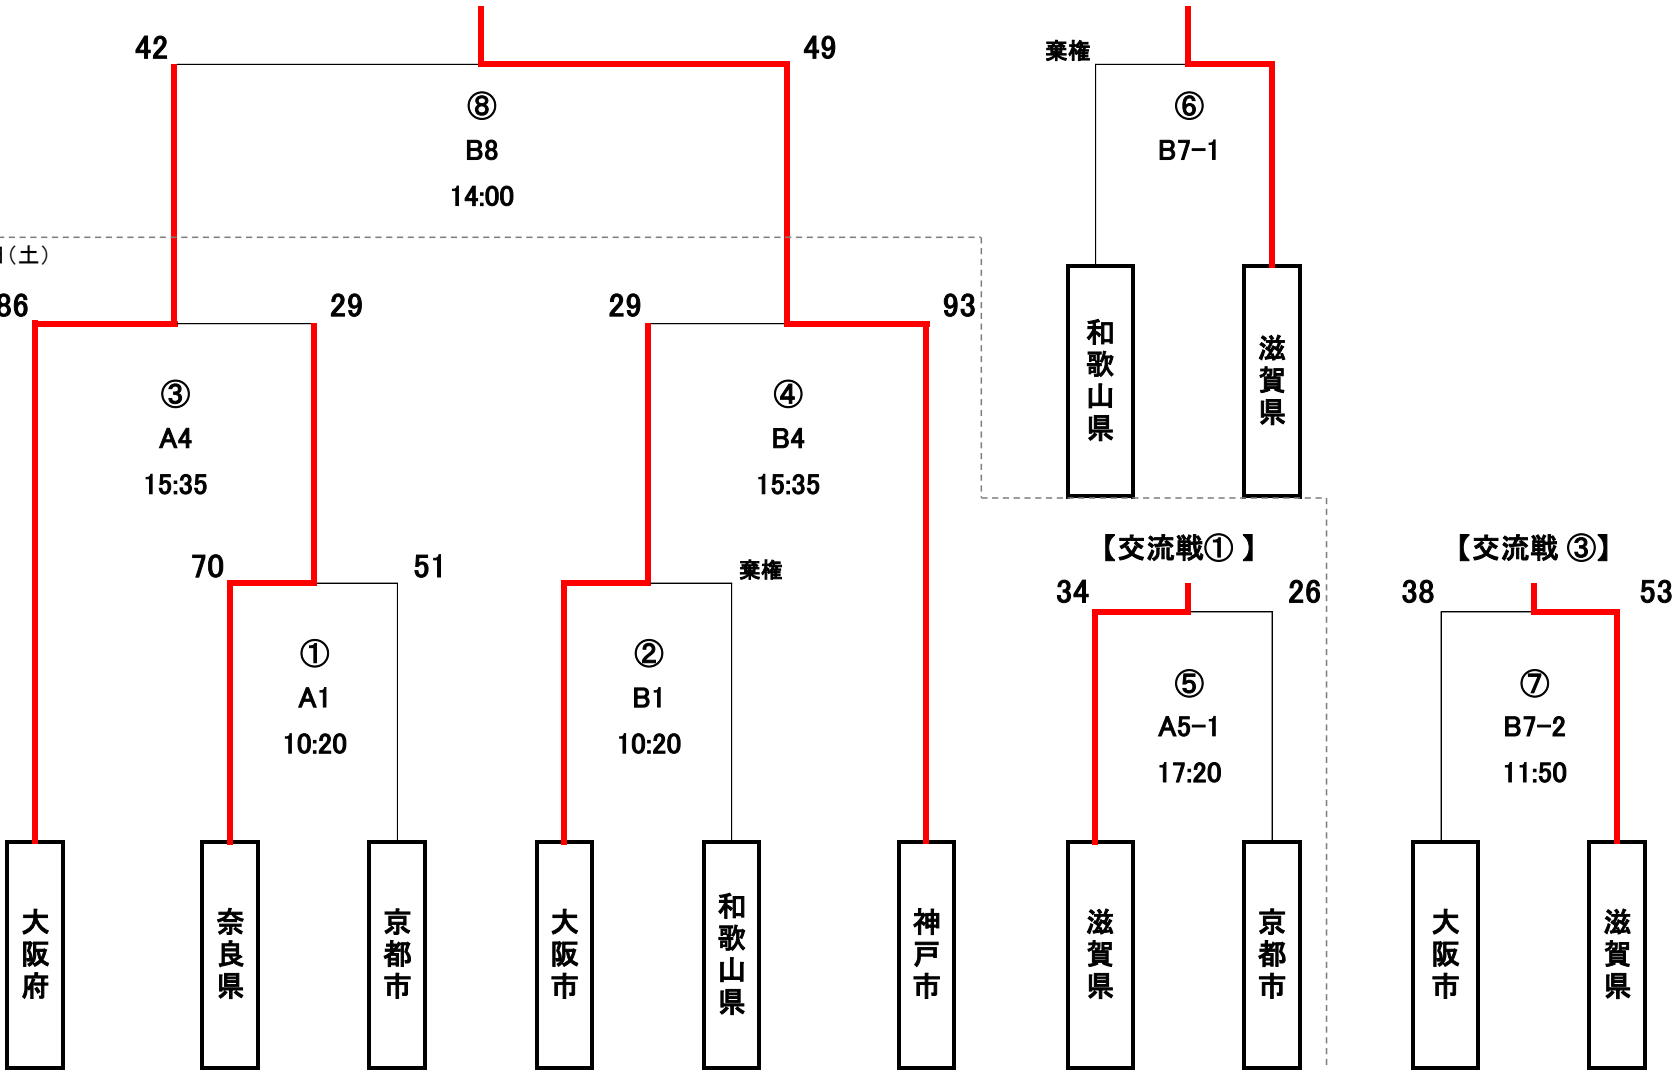 42
49
棄権
⑧
B8
14:00
⑥
B7-1
(土)
86
29
29
93
和歌山県
滋賀県
③
A4
15:35
④
B4
15:35
【交流戦① 】
【交流戦 ③】
70
51
棄権
34
26
38
53
①
A1
10:20
②
B1
10:20
⑤
A5-1
17:20
⑦
B7-2
11:50
大阪府
奈良県
京都市
大阪市
和歌山県
神戸市
滋賀県
京都市
大阪市
滋賀県